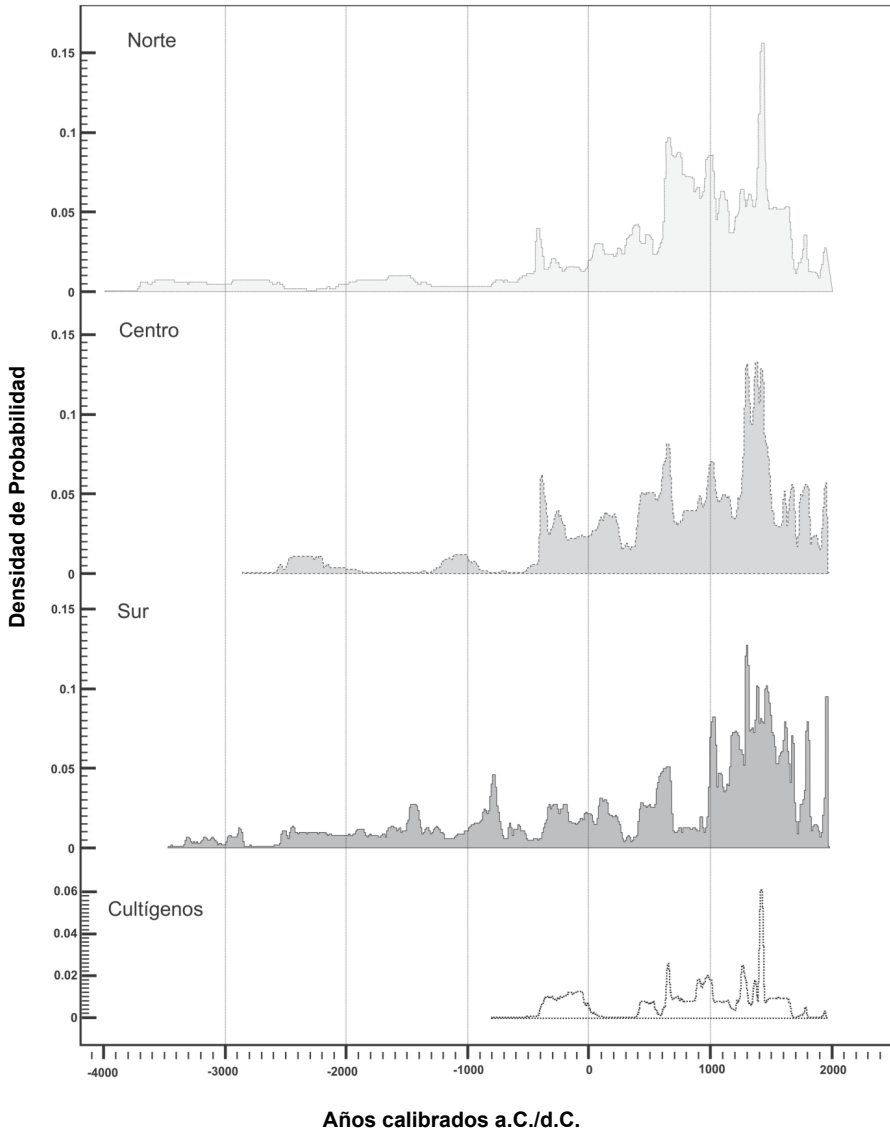 Norte
0.15
0.1
0.05
0
Centro
0.15
0.1
0.05
0
Sur
0.15
0.1
0.05
0
Cultígenos
0.06
0.04
0.02
0
Densidad de Probabilidad
-4000 -3000 -2000 -1000 0 1000 2000
Años calibrados a.C./d.C.